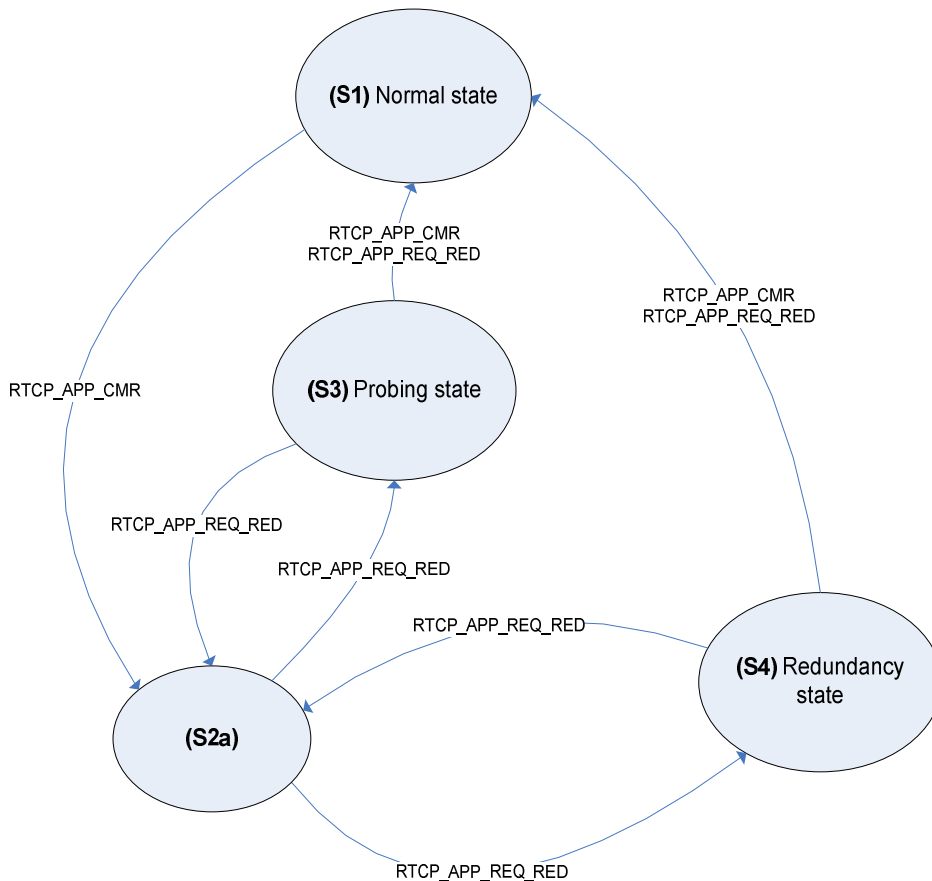 (S1) Normal state
RTCP_APP_CMR
RTCP_APP_REQ_RED
RTCP_APP_CMR
RTCP_APP_REQ_RED
RTCP_APP_CMR
(S3) Probing state
RTCP_APP_REQ_RED
RTCP_APP_REQ_RED
RTCP_APP_REQ_RED
(S4) Redundancy
state
(S2a)
RTCP_APP_REQ_RED